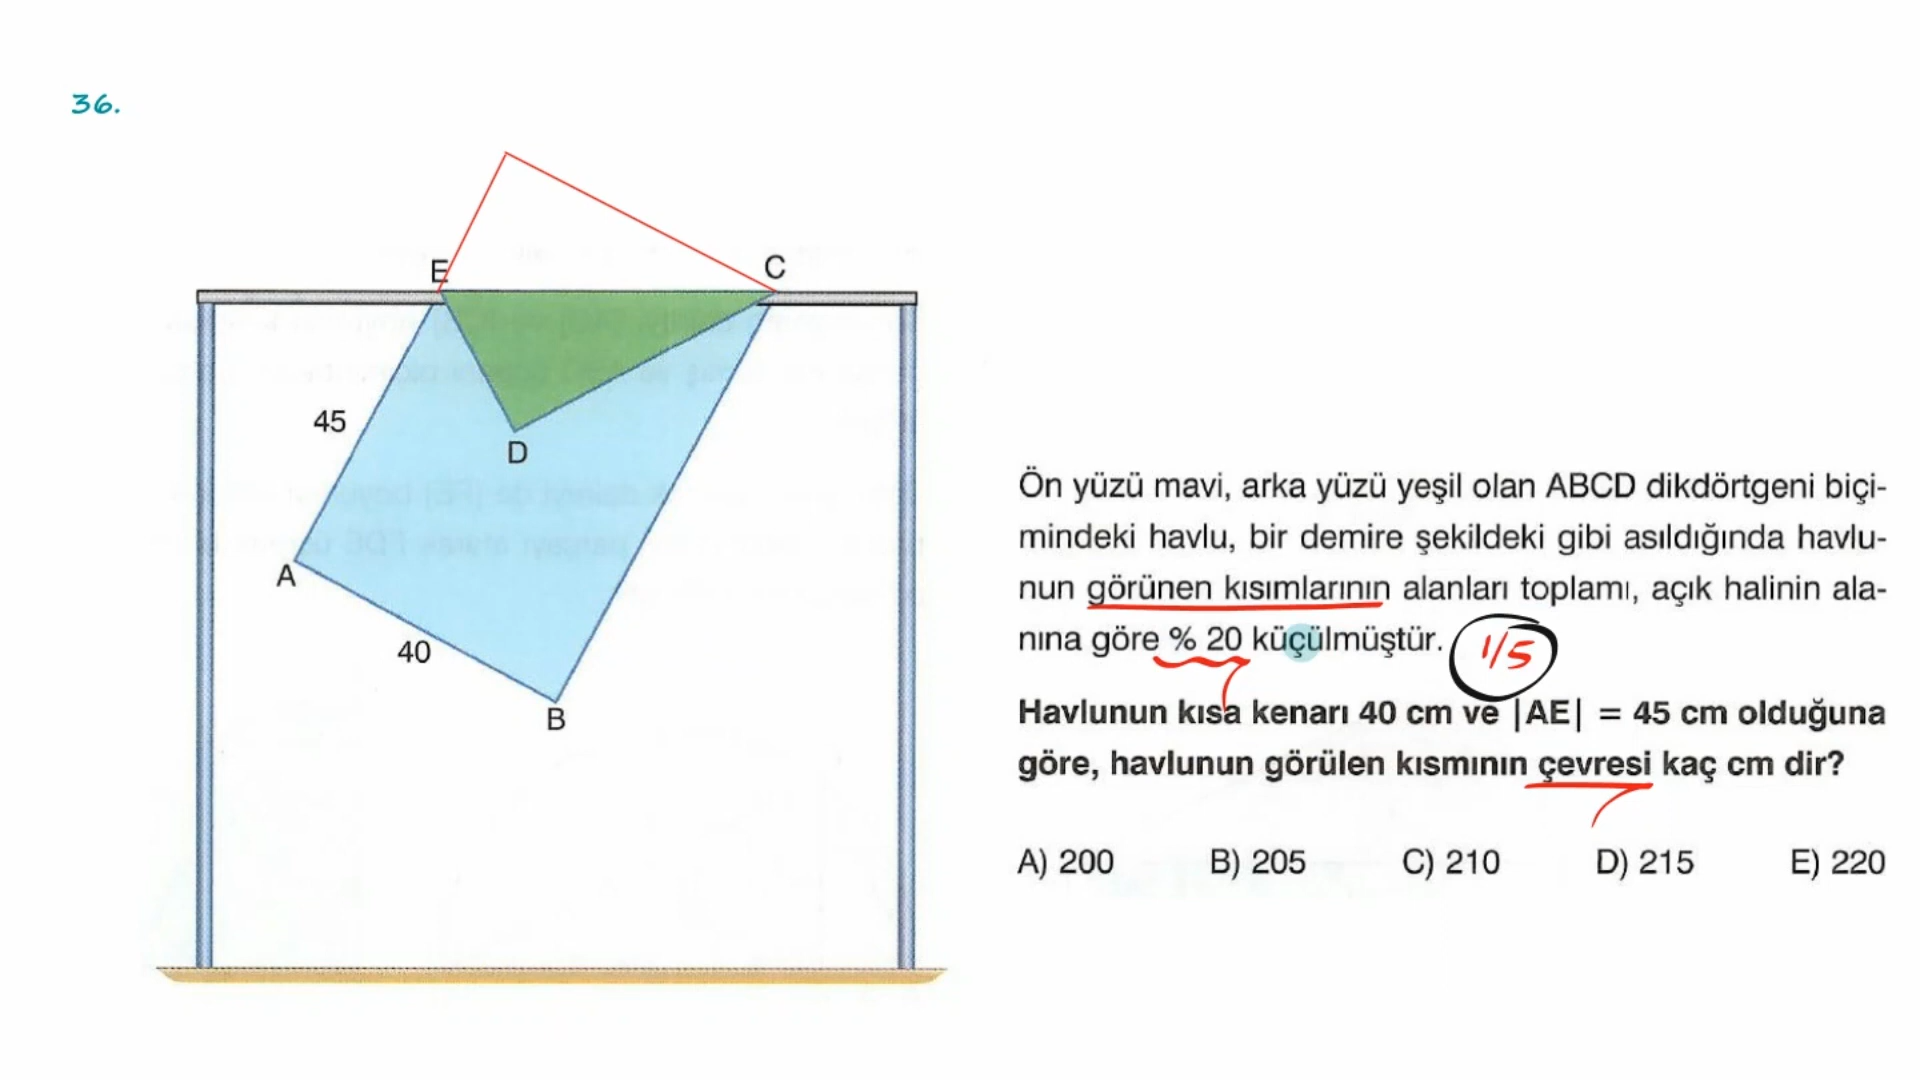 36.
E
C
45
D
A
40
B
Ön yüzü mavi, arka yüzü yeşil olan ABCD dikdörtgeni biçi-
mindeki havlu, bir demire şekildeki gibi asıldığında havlu-
nun görünen kısımlarının alanları toplamı, açık halinin ala-
nına göre % 20 küçülmüştür. 1/5
Havlunun kısa kenarı 40 cm ve |AE| = 45 cm olduğuna
göre, havlunun görülen kısmının çevresi kaç cm dir?
A) 200 B) 205 C) 210 D) 215 E) 220